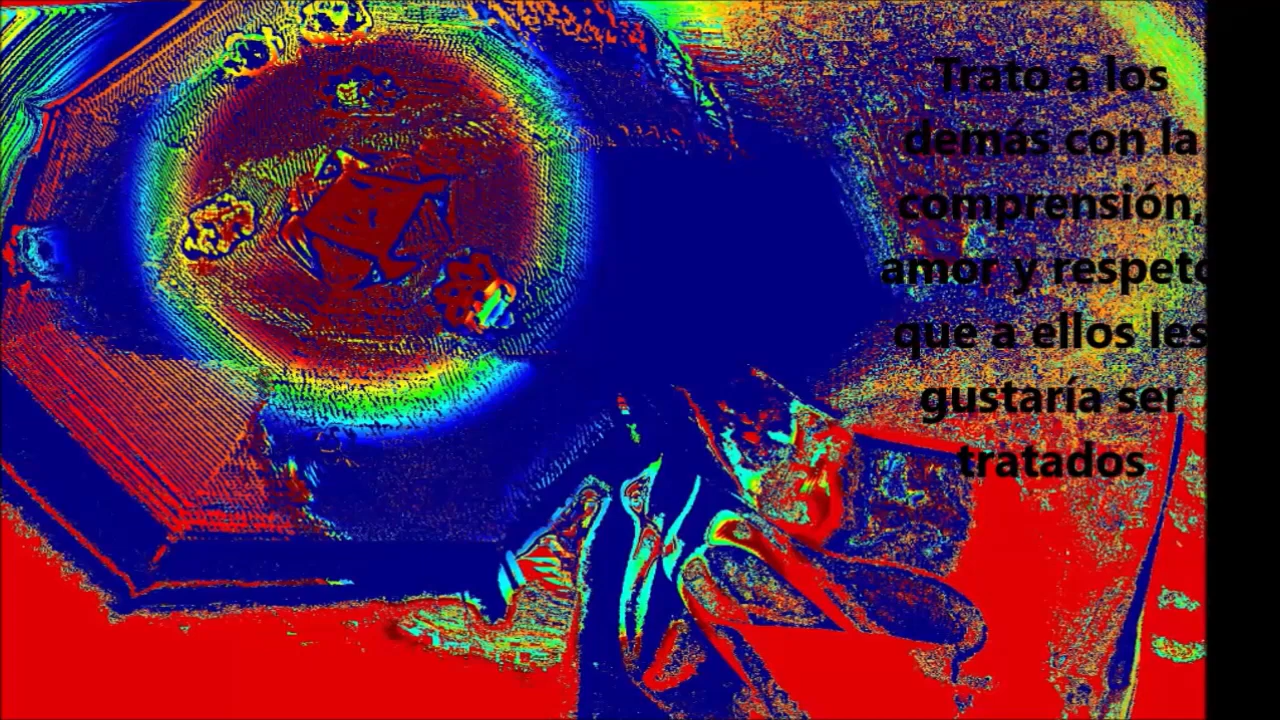 Trato a los
demás con la
comprensión,
amor y respeto
que a ellos les
gustaría ser
tratados